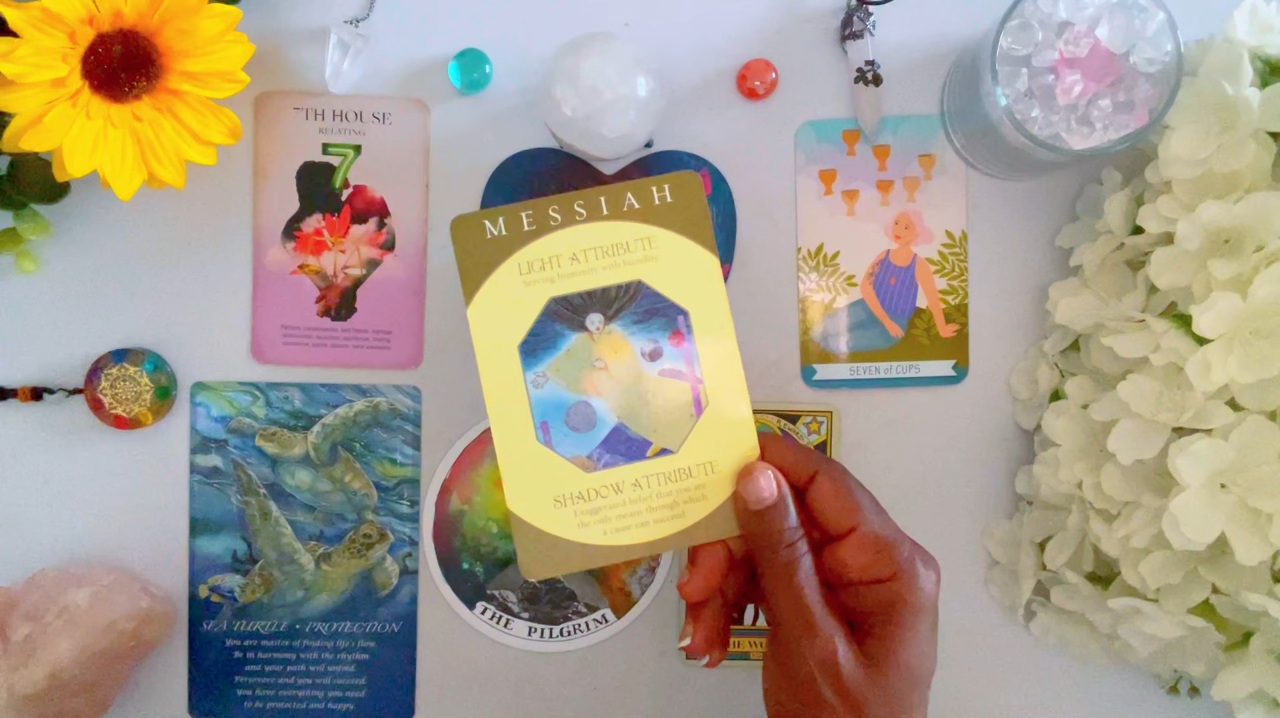 7TH HOUSE
RELATING
7
MESSIAH
LIGHT ATTRIBUTE
Serving humanity with humility
SHADOW ATTRIBUTE
Exaggerated belief that you are
the only means through which
a cause can succeed
SEVEN of CUPS
SEA TURTLE • PROTECTION
You are master of finding life's flow.
Be in harmony with the rhythm
and your path will unfold.
Persevere and you will succeed.
You have everything you need
to be protected and happy
THE PILGRIM